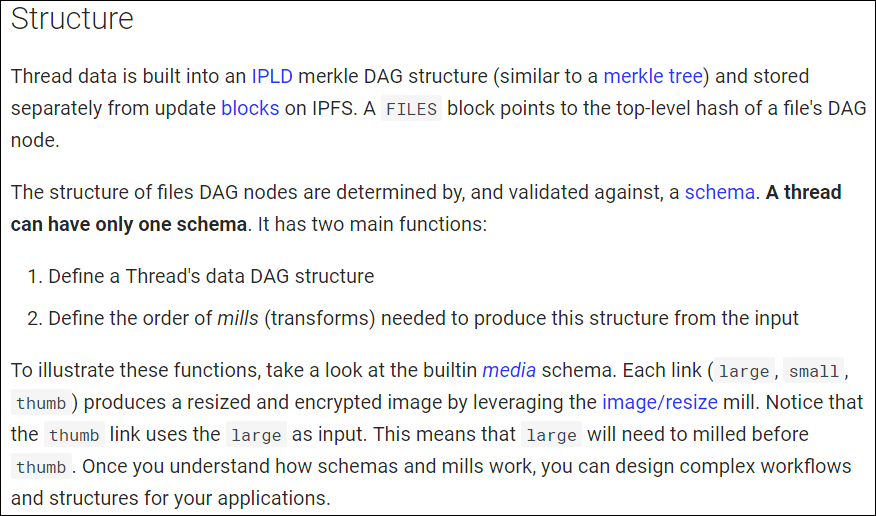 Structure
Thread data is built into an IPLD merkle DAG structure (similar to a merkle tree) and stored
separately from update blocks on IPFS. A FILES block points to the top-level hash of a file's DAG
node.
The structure of files DAG nodes are determined by, and validated against, a schema. A thread
can have only one schema. It has two main functions:
1. Define a Thread's data DAG structure
2. Define the order of mills (transforms) needed to produce this structure from the input
To illustrate these functions, take a look at the builtin media schema. Each link (large, small,
thumb) produces a resized and encrypted image by leveraging the image/resize mill. Notice that
the thumb link uses the large as input. This means that large will need to milled before
thumb. Once you understand how schemas and mills work, you can design complex workflows
and structures for your applications.